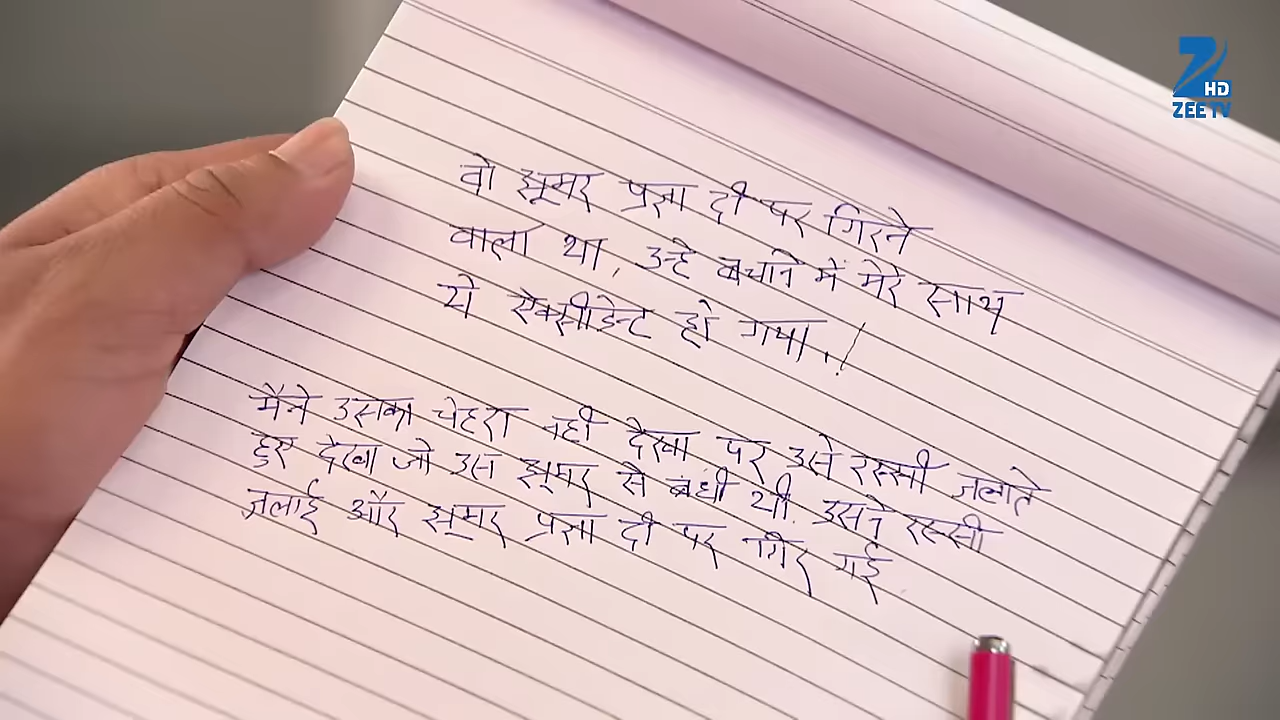 ZEE TV HD
वो झूमर प्रज्ञा दी पर गिरने
वाला था, उन्हे बचाने में मेरे साथ
ये ऐक्सीडेन्ट हो गया.!
मैने उसका चेहरा नही देखा पर उसे रस्सी जलाते
हुए देखा जो उस झूमर से बंधी थी. उसने रस्सी
जलाई और झूमर प्रज्ञा दी पर गिर गई.